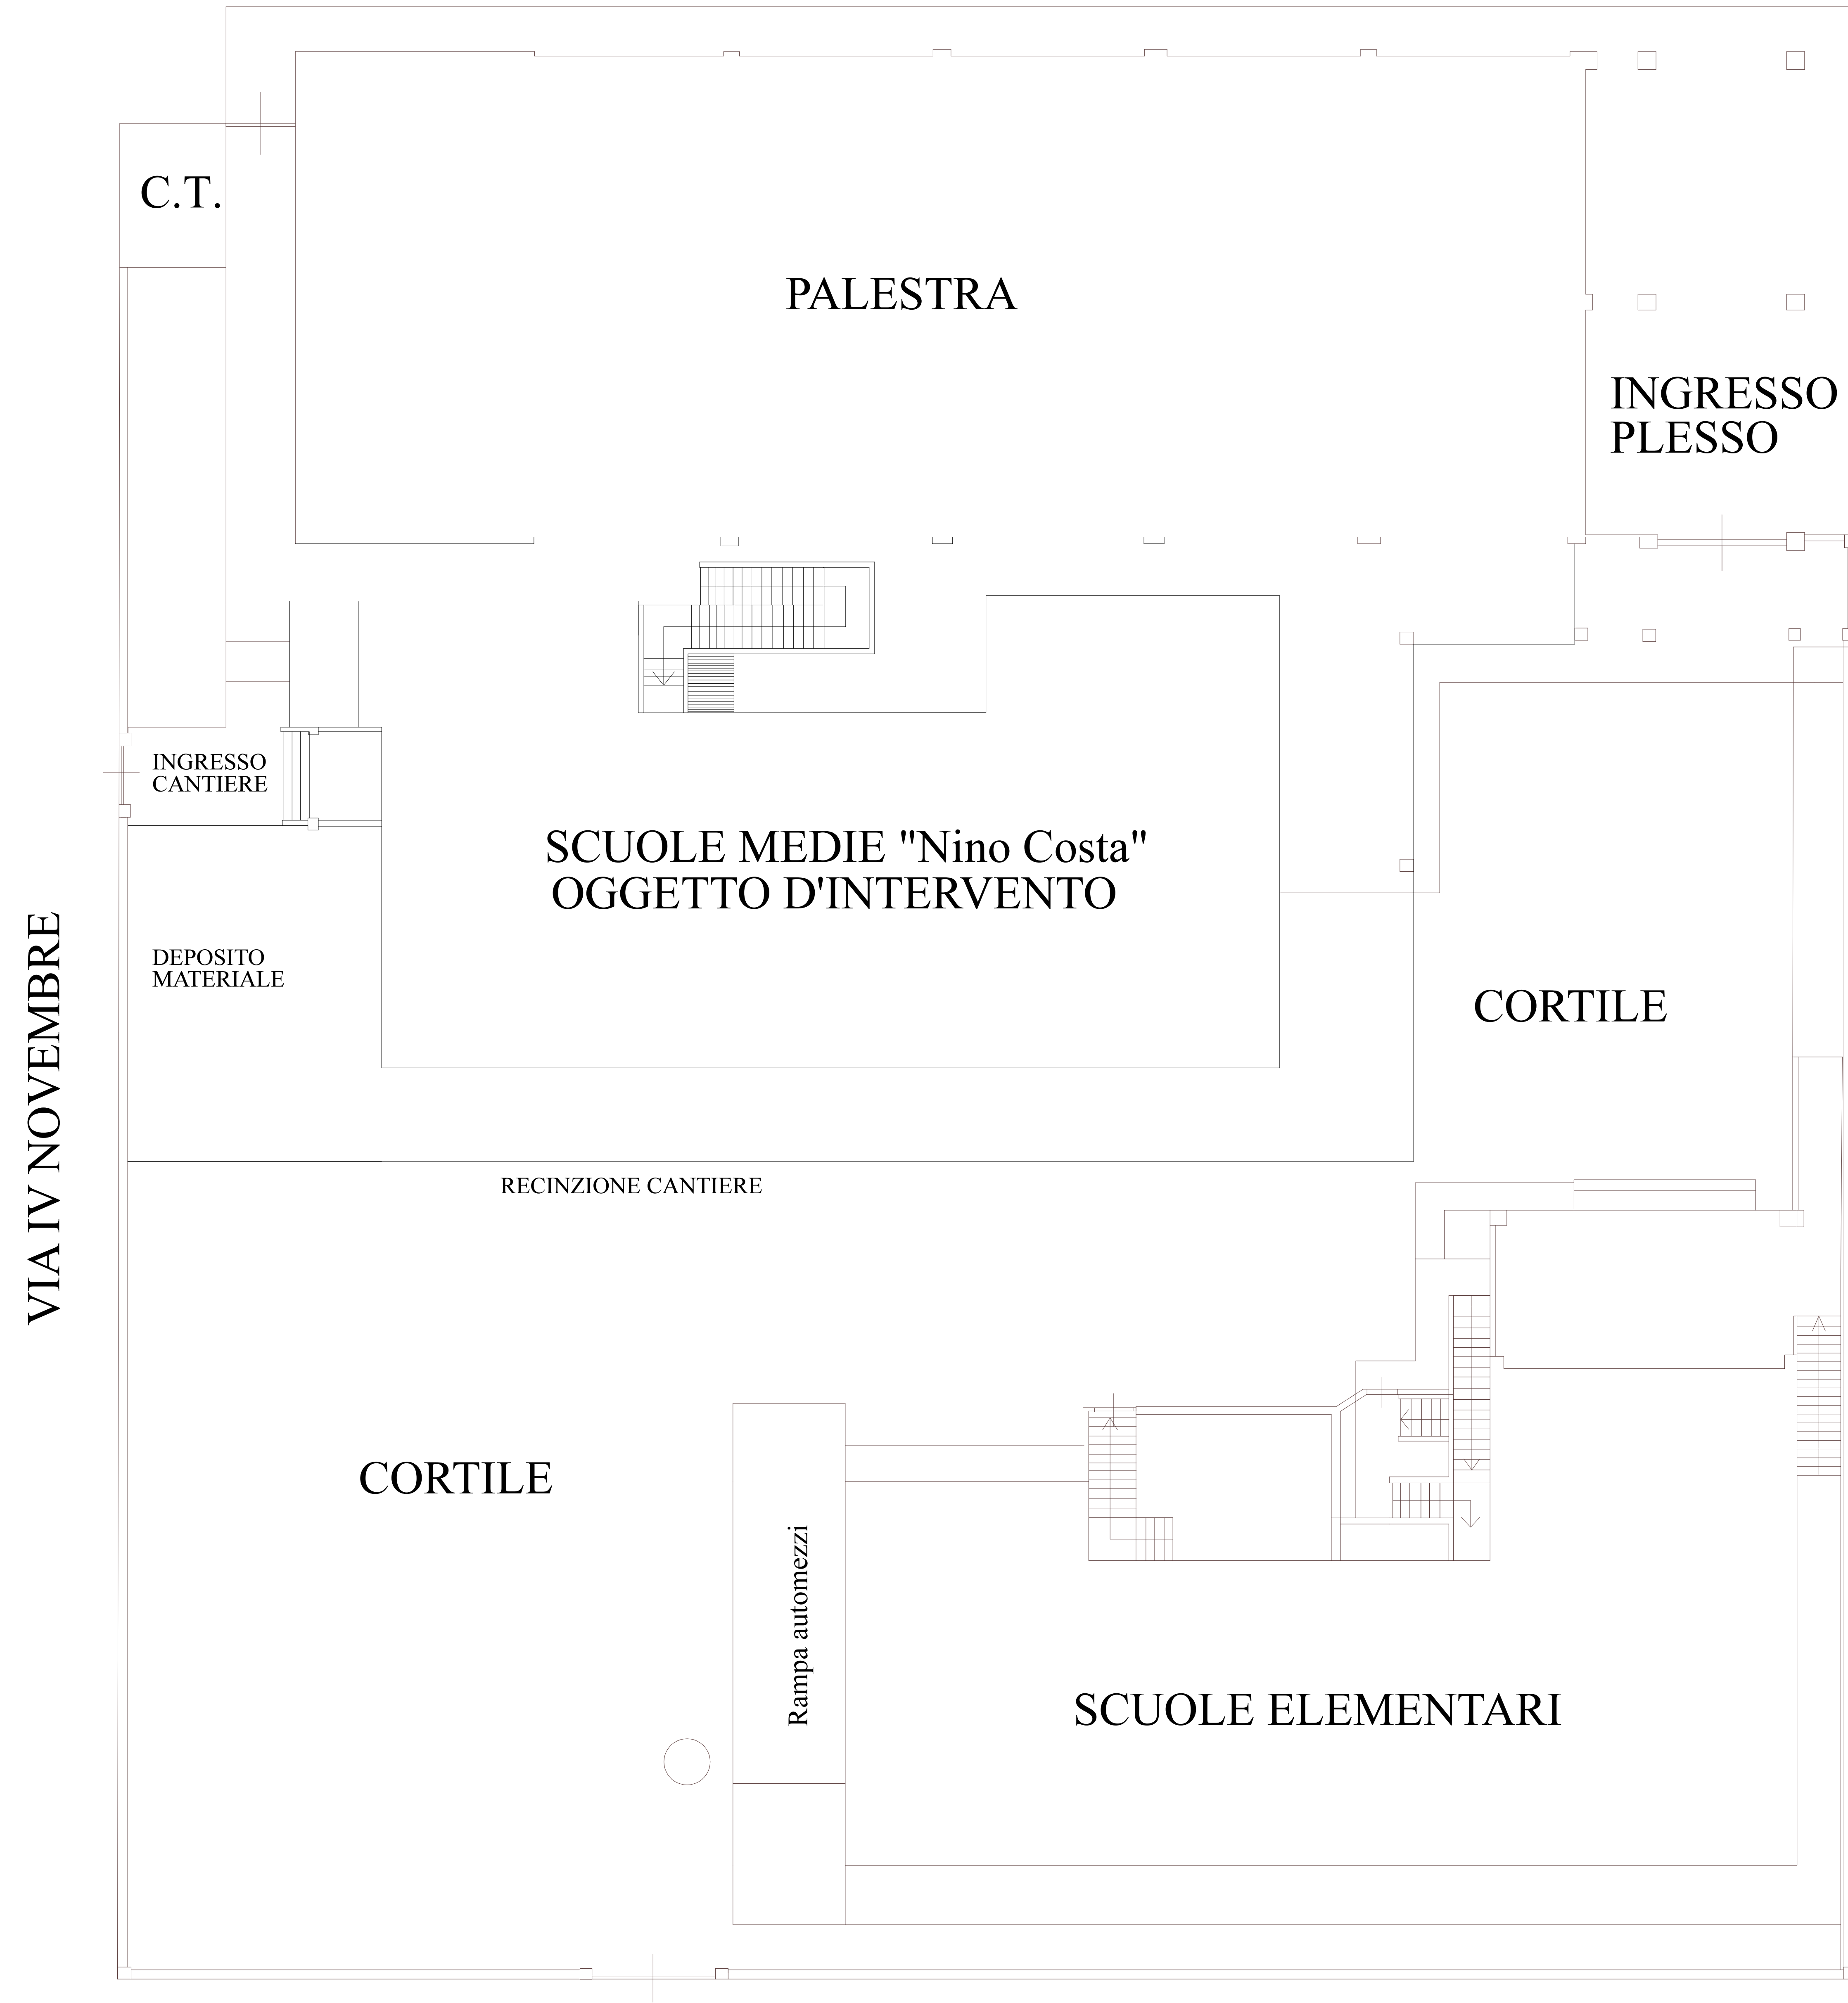 C.T.
PALESTRA
INGRESSO
PLESSO
INGRESSO
CANTIERE
SCUOLE MEDIE "Nino Costa"
OGGETTO D'INTERVENTO
DEPOSITO
MATERIALE
VIA IV NOVEMBRE
CORTILE
RECINZIONE CANTIERE
CORTILE
Rampa automezzi
SCUOLE ELEMENTARI